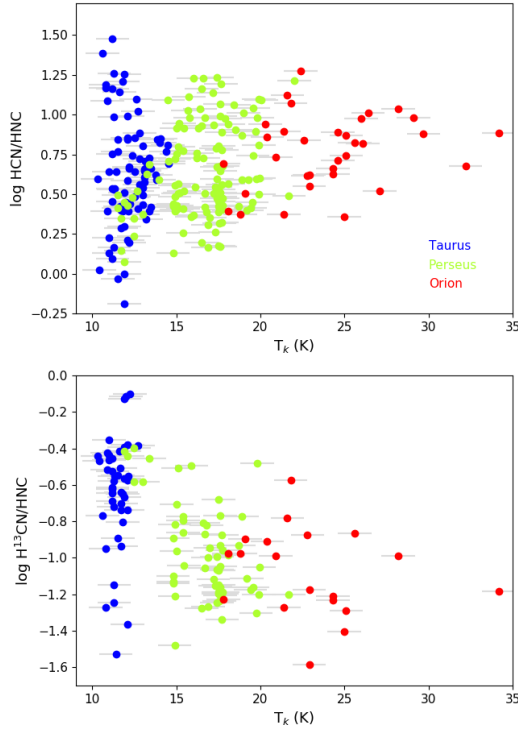 1.50
1.25
1.00
0.75
0.50
0.25
0.00
−0.25
log HCN/HNC
Taurus
Perseus
Orion
10 15 20 25 30 35
T_k (K)
0.0
−0.2
−0.4
−0.6
−0.8
−1.0
−1.2
−1.4
−1.6
log H¹³CN/HNC
10 15 20 25 30 35
T_k (K)